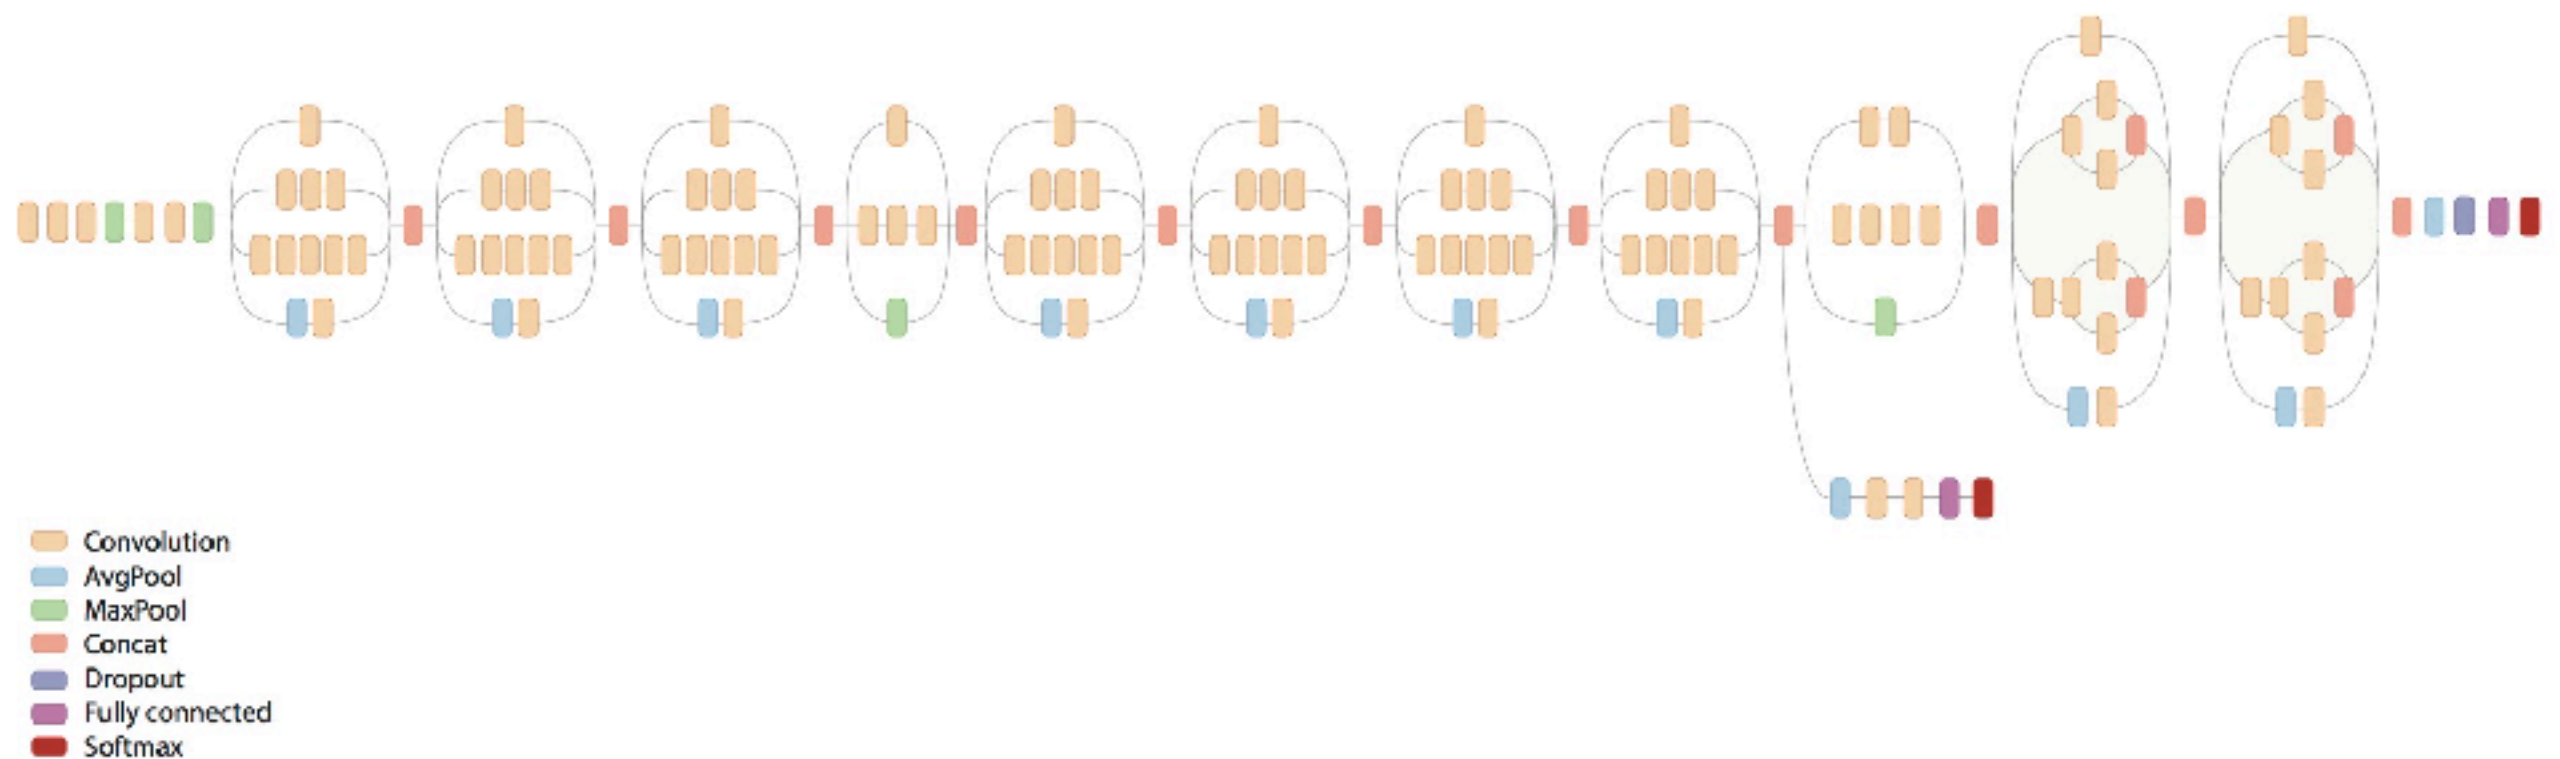 Convolution
AvgPool
MaxPool
Concat
Dropout
Fully connected
Softmax